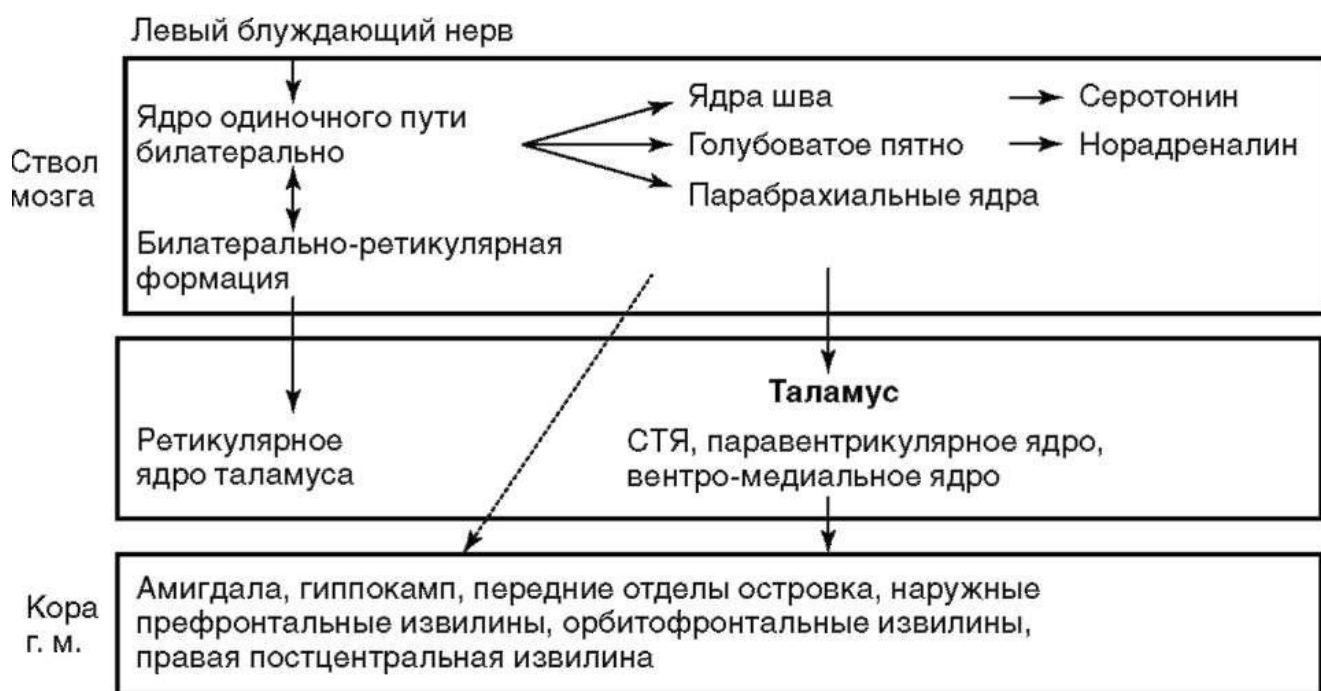 Левый блуждающий нерв
Ствол
мозга
Ядро одиночного пути
билатерально
Билатерально-ретикулярная
формация
Ядра шва
Серотонин
Голубоватое пятно
Норадреналин
Парабрахиальные ядра
Ретикулярное
ядро таламуса
Таламус
СТЯ, паравентрикулярное ядро,
вентро-медиальное ядро
Кора
г. м.
Амигдала, гиппокамп, передние отделы островка, наружные
префронтальные извилины, орбитофронтальные извилины,
правая постцентральная извилина